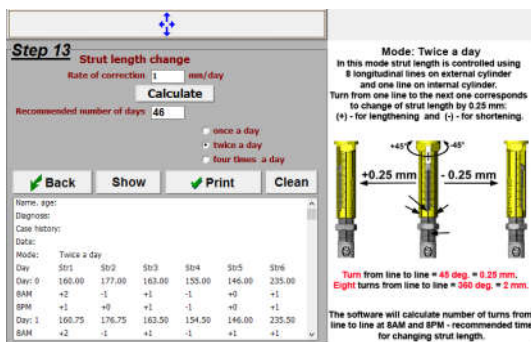 Step 13
Strut length change
Rate of correction 1 mm/day
Calculate
Recommended number of days 46
once a day
twice a day
four times a day
Back Show Print Clean
Name, age:
Diagnosis:
Case history:
Date:
Mode: Twice a day
Day Str1 Str2 Str3 Str4 Str5 Str6
Day: 0 160.00 177.00 163.00 155.00 146.00 235.00
8AM +2 -1 +1 -1 +0 +1
8PM +1 +0 +1 -1 +0 +1
Day: 1 160.75 176.75 163.50 154.50 146.00 235.50
8AM +2 -1 +1 -1 +1 +1
Mode: Twice a day
In this mode strut length is controlled using
8 longitudinal lines on external cylinder
and one line on internal cylinder.
Turn from one line to the next one corresponds
to change of strut length by 0.25 mm:
(+) - for lengthening and (-) - for shortening.
+45° -45°
+0.25 mm - 0.25 mm
Turn from line to line = 45 deg. = 0.25 mm.
Eight turns from line to line = 360 deg. = 2 mm.
The software will calculate number of turns from
line to line at 8AM and 8PM - recommended time
for changing strut length.